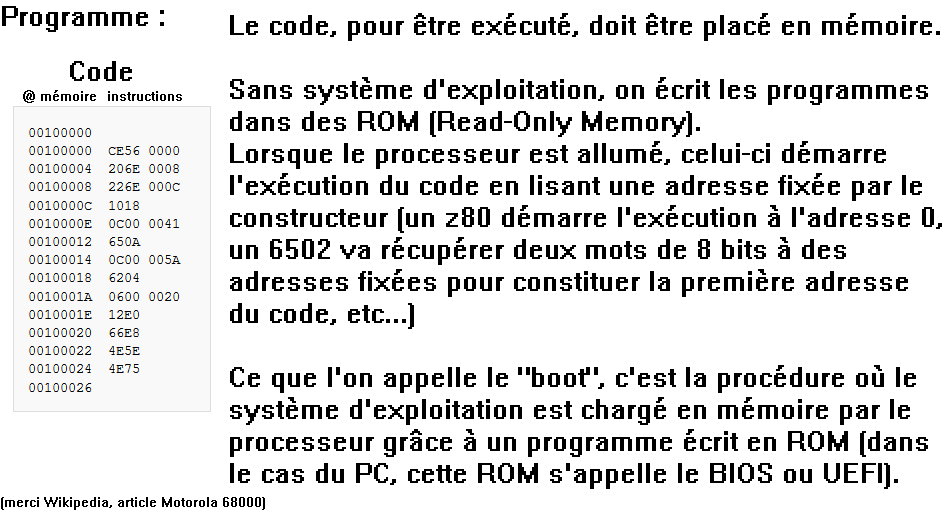 Programme :
Code
@ mémoire instructions
00100000
00100000 CE56 0000
00100004 206E 0008
00100008 226E 000C
0010000C 1018
0010000E 0C00 0041
00100012 650A
00100014 0C00 005A
00100018 6204
0010001A 0600 0020
0010001E 12E0
00100020 66E8
00100022 4E5E
00100024 4E75
00100026
(merci Wikipedia, article Motorola 68000)
Le code, pour être exécuté, doit être placé en mémoire.
Sans système d'exploitation, on écrit les programmes
dans des ROM (Read-Only Memory).
Lorsque le processeur est allumé, celui-ci démarre
l'exécution du code en lisant une adresse fixée par le
constructeur (un z80 démarre l'exécution à l'adresse 0,
un 6502 va récupérer deux mots de 8 bits à des
adresses fixées pour constituer la première adresse
du code, etc...)
Ce que l'on appelle le "boot", c'est la procédure où le
système d'exploitation est chargé en mémoire par le
processeur grâce à un programme écrit en ROM (dans
le cas du PC, cette ROM s'appelle le BIOS ou UEFI).